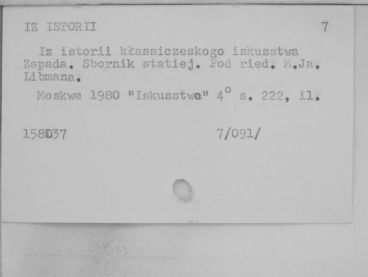 IZ ISTORII 7
Iz istorii kłassiczeskogo iskusstwa
Zapada. Sbornik statiej. Pod ried. M.Ja.
Libmana.
Moskwa 1980 "Iskusstwo" 4° s. 222, il.
158037 7/091/